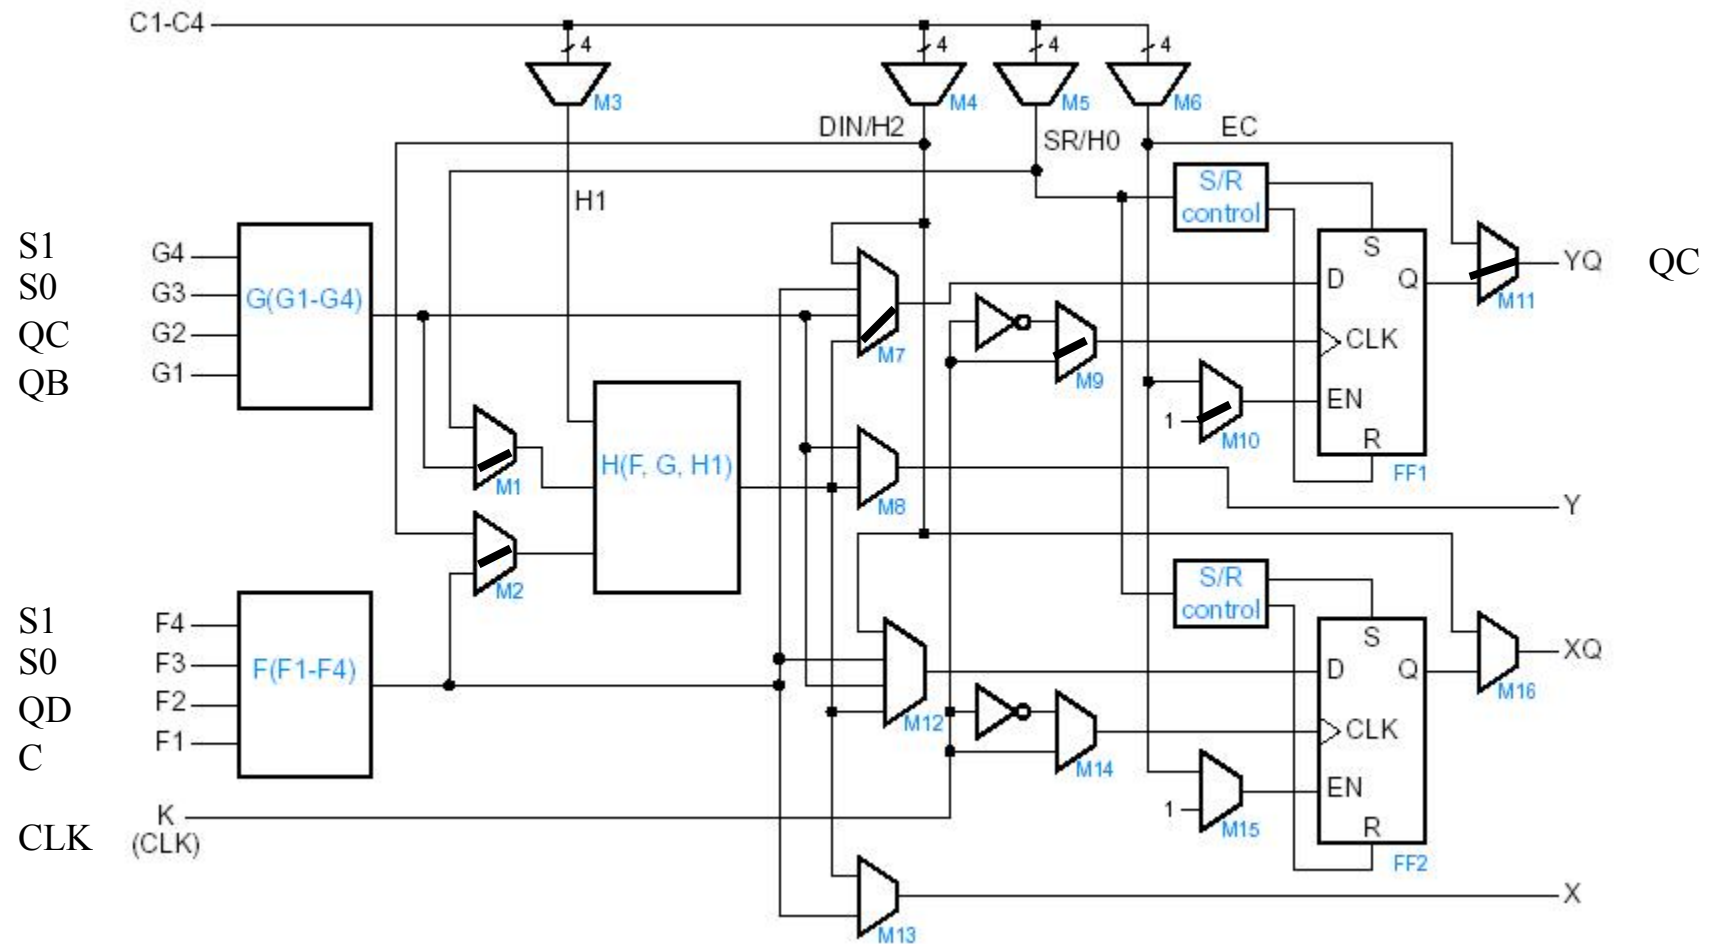 C1-C4
4 4 4 4
M3 M4 M5 M6
DIN/H2 SR/H0 EC
S/R
control
H1
S1 G4
S0 G3
QC G2
QB G1
G(G1-G4)
M7
M9
1
M10
S
D Q
CLK
EN
R
FF1
M11
YQ QC
M1
H(F, G, H1)
M8
Y
M2
S1 F4
S0 F3
QD F2
C F1
F(F1-F4)
M12
M14
S/R
control
1
M15
S
D Q
CLK
EN
R
FF2
M16
XQ
CLK K
(CLK)
M13
X